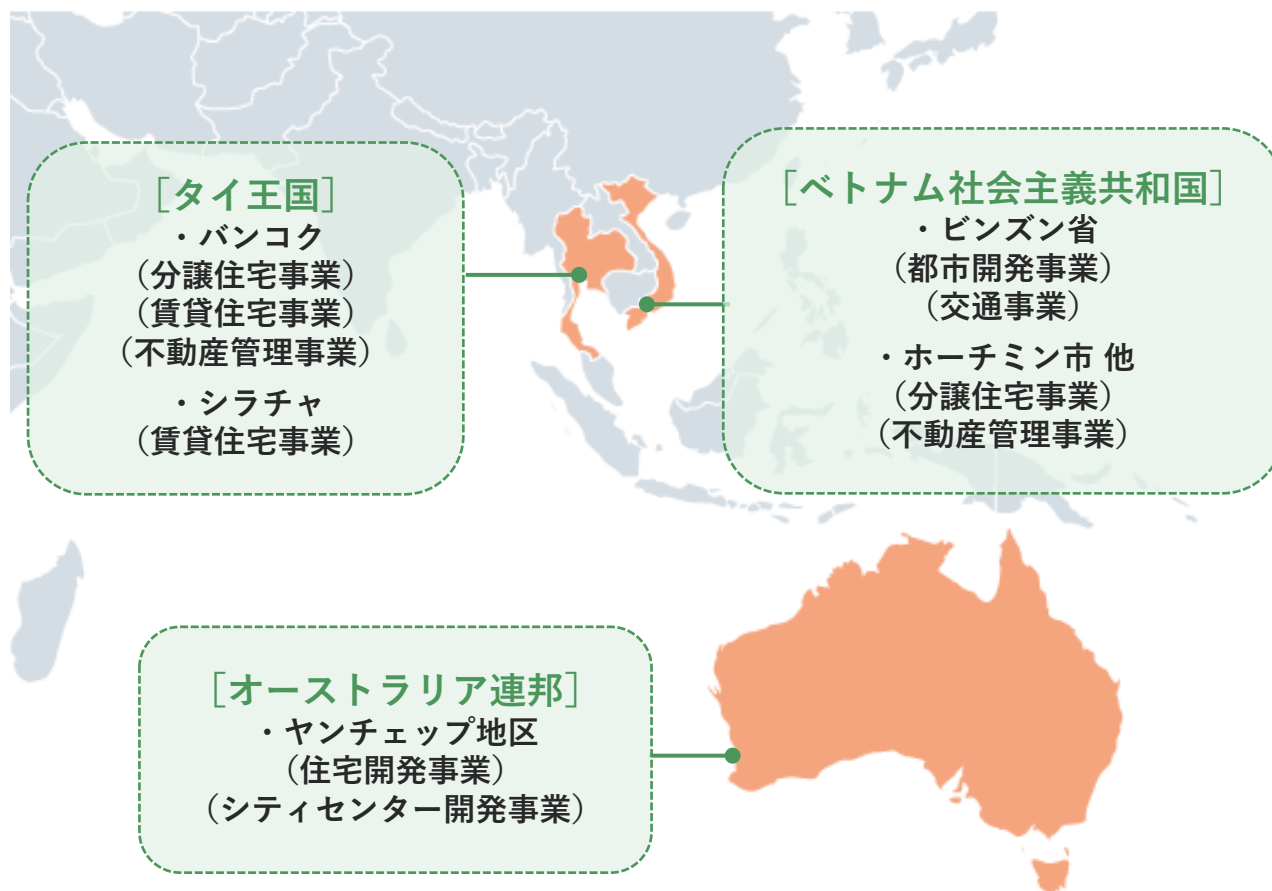 ［タイ王国］
・バンコク
（分譲住宅事業）
（賃貸住宅事業）
（不動産管理事業）
・シラチャ
（賃貸住宅事業）
［ベトナム社会主義共和国］
・ビンズン省
（都市開発事業）
（交通事業）
・ホーチミン市 他
（分譲住宅事業）
（不動産管理事業）
［オーストラリア連邦］
・ヤンチェップ地区
（住宅開発事業）
（シティセンター開発事業）